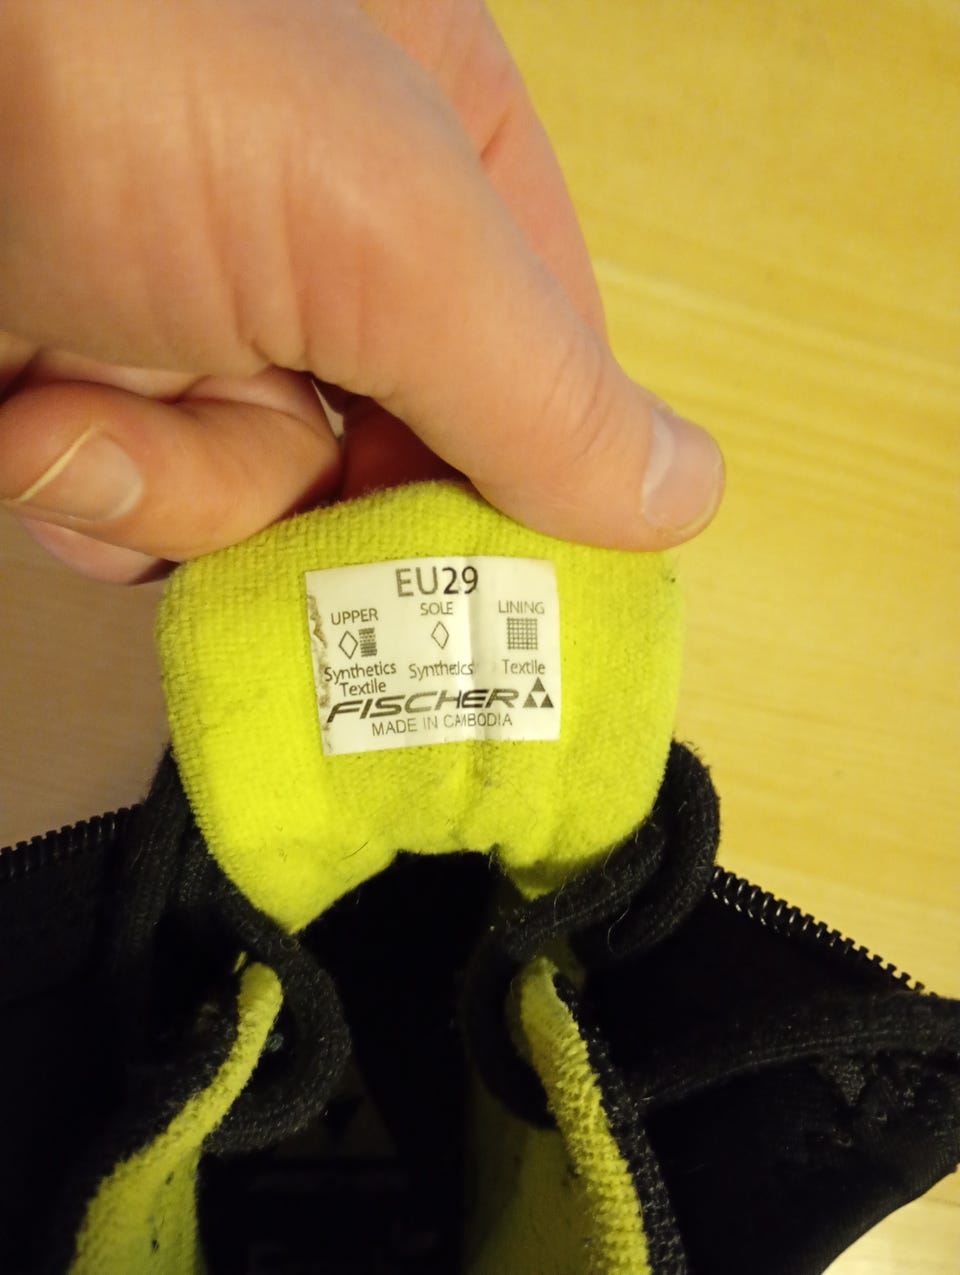 EU29
UPPER SOLE LINING
Synthetics Synthetics Textile
Textile
FISCHER
MADE IN CAMBODIA